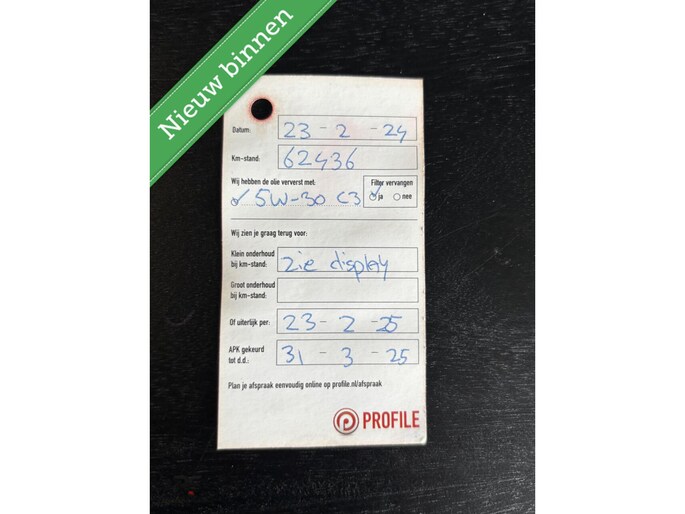 Nieuw binnen
Datum: 23 - 2 - 24
Km-stand: 62436
Wij hebben de olie ververst met: Filter vervangen
5W-30 C3 ja nee
Wij zien je graag terug voor:
Klein onderhoud
bij km-stand: zie display
Groot onderhoud
bij km-stand:
Of uiterlijk per: 23 - 2 - 25
APK gekeurd
tot d.d.: 31 - 3 - 25
Plan je afspraak eenvoudig online op profile.nl/afspraak
PROFILE